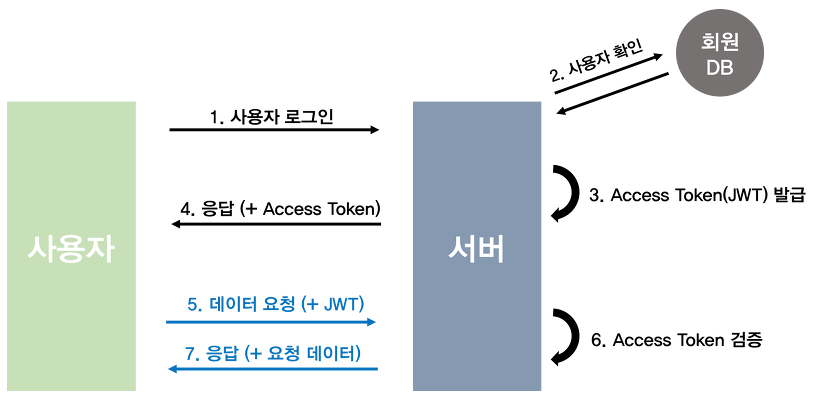 회원
DB
2. 사용자 확인
1. 사용자 로그인
3. Access Token(JWT) 발급
4. 응답 (+ Access Token)
사용자
서버
5. 데이터 요청 (+ JWT)
6. Access Token 검증
7. 응답 (+ 요청 데이터)